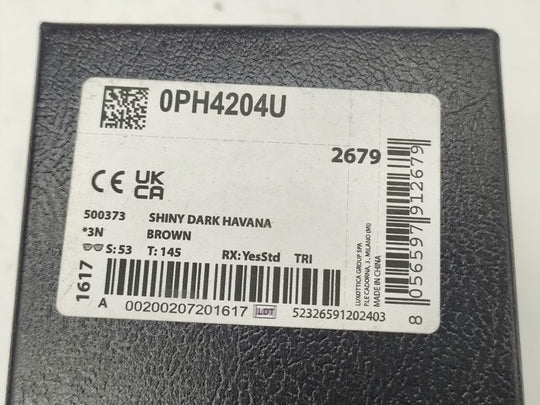 0PH4204U
2679
CE UK
CA
500373 SHINY DARK HAVANA
*3N BROWN
S: 53 T: 145 RX: YesStd TRI
1617
A 00200207201617 LDT 52326591202403
LUXOTTICA GROUP SPA
P.LE CADORNA, 3 , MILANO (MI)
MADE IN CHINA
8 056597 912679